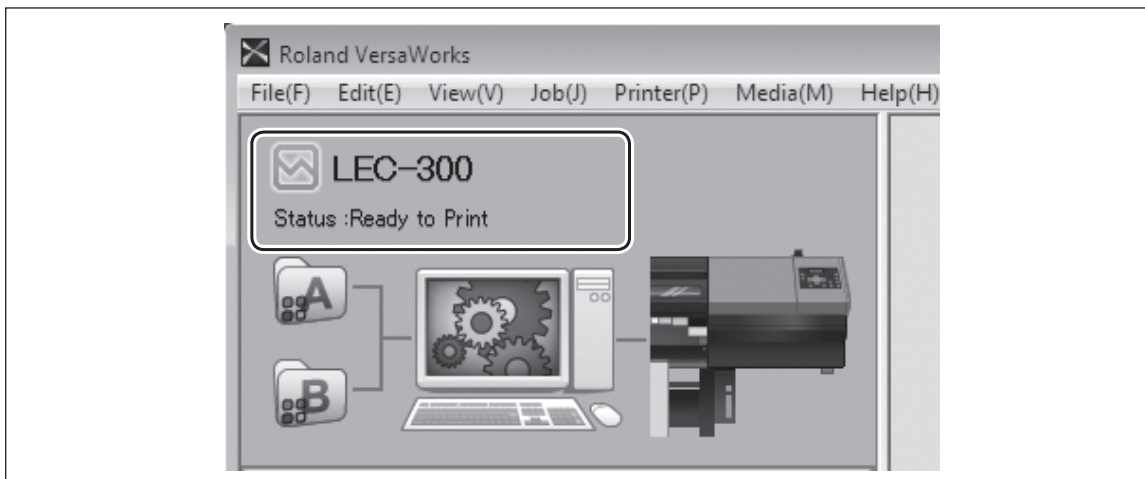 Roland VersaWorks
File(F) Edit(E) View(V) Job(J) Printer(P) Media(M) Help(H)
LEC-300
Status :Ready to Print
A
B